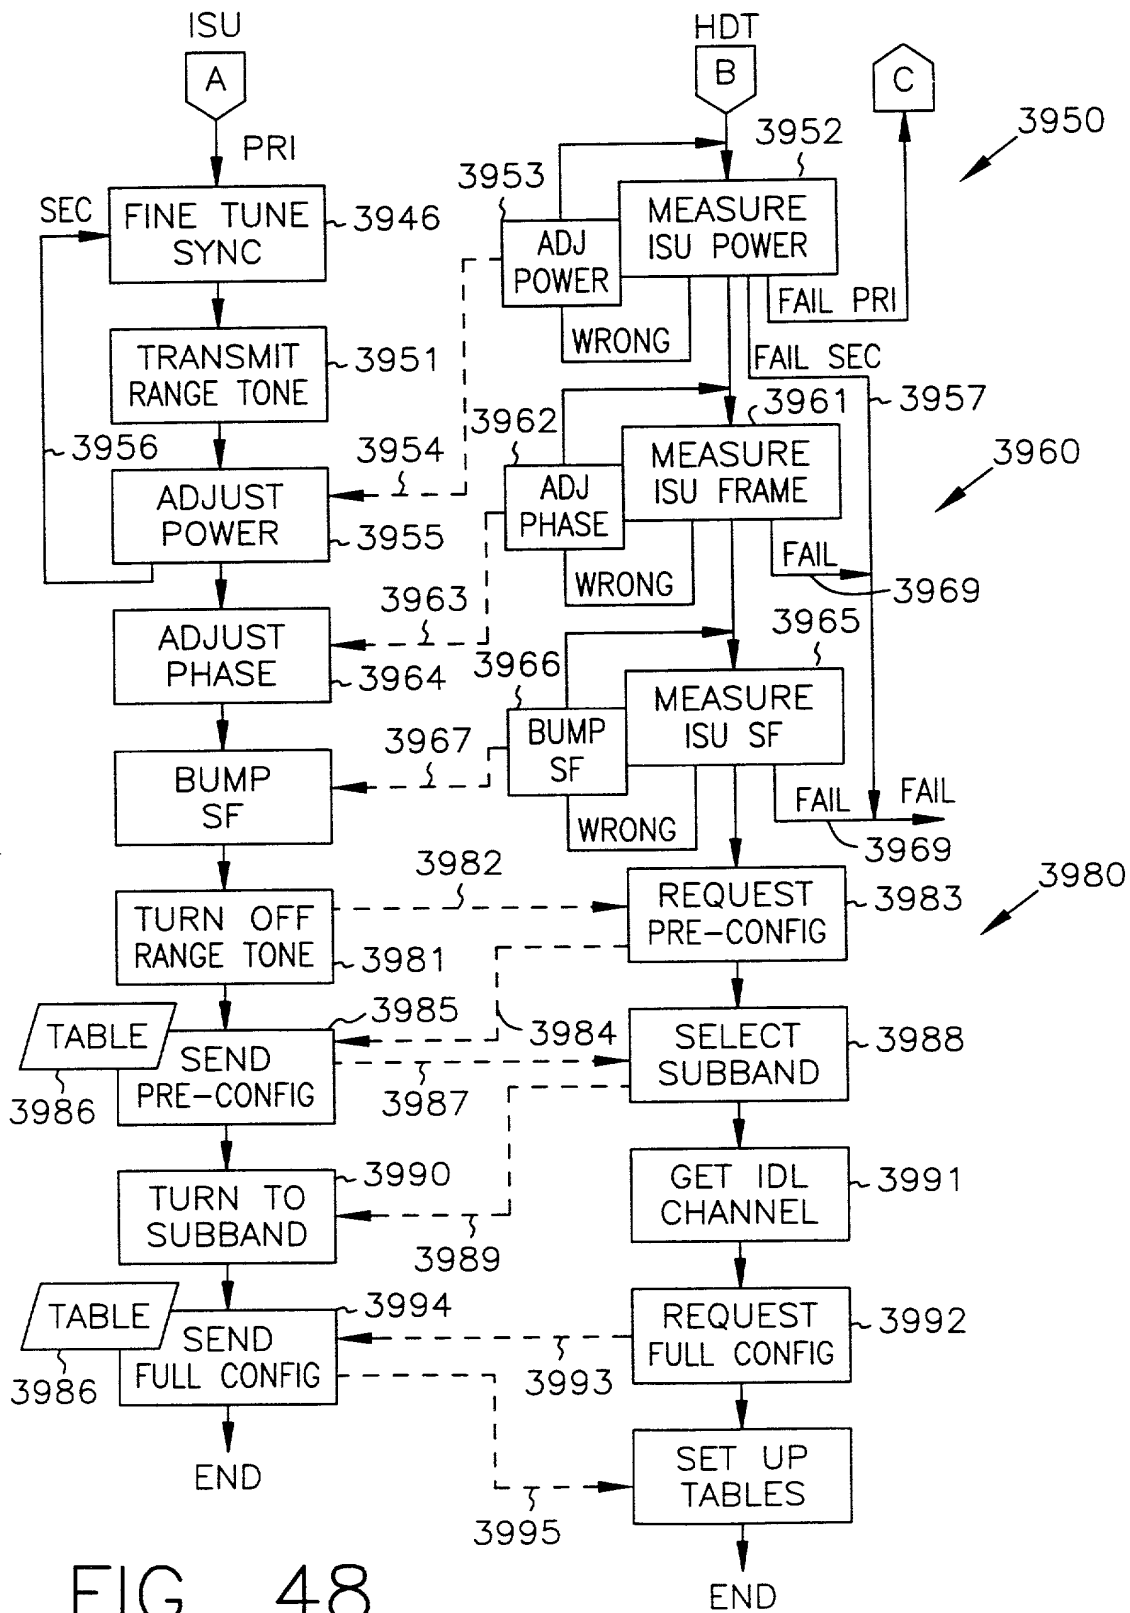 ISU
HDT
A
B
C
PRI
3950
3952
3953
SEC
FINE TUNE
SYNC
3946
MEASURE
ISU POWER
ADJ
POWER
FAIL PRI
WRONG
FAIL SEC
TRANSMIT
RANGE TONE
3951
3957
3961
3962
3956
3954
3960
MEASURE
ISU FRAME
ADJ
PHASE
ADJUST
POWER
3955
FAIL
WRONG
3969
3963
3965
ADJUST
PHASE
3964
3966
MEASURE
ISU SF
BUMP
SF
3967
BUMP
SF
FAIL
FAIL
WRONG
3969
3982
3980
TURN OFF
RANGE TONE
3981
REQUEST
PRE-CONFIG
3983
3985
3984
TABLE
SEND
PRE-CONFIG
3986
3987
SELECT
SUBBAND
3988
3990
TURN TO
SUBBAND
3989
GET IDL
CHANNEL
3991
3994
TABLE
SEND
FULL CONFIG
3986
3993
REQUEST
FULL CONFIG
3992
END
3995
SET UP
TABLES
END
FIG 48